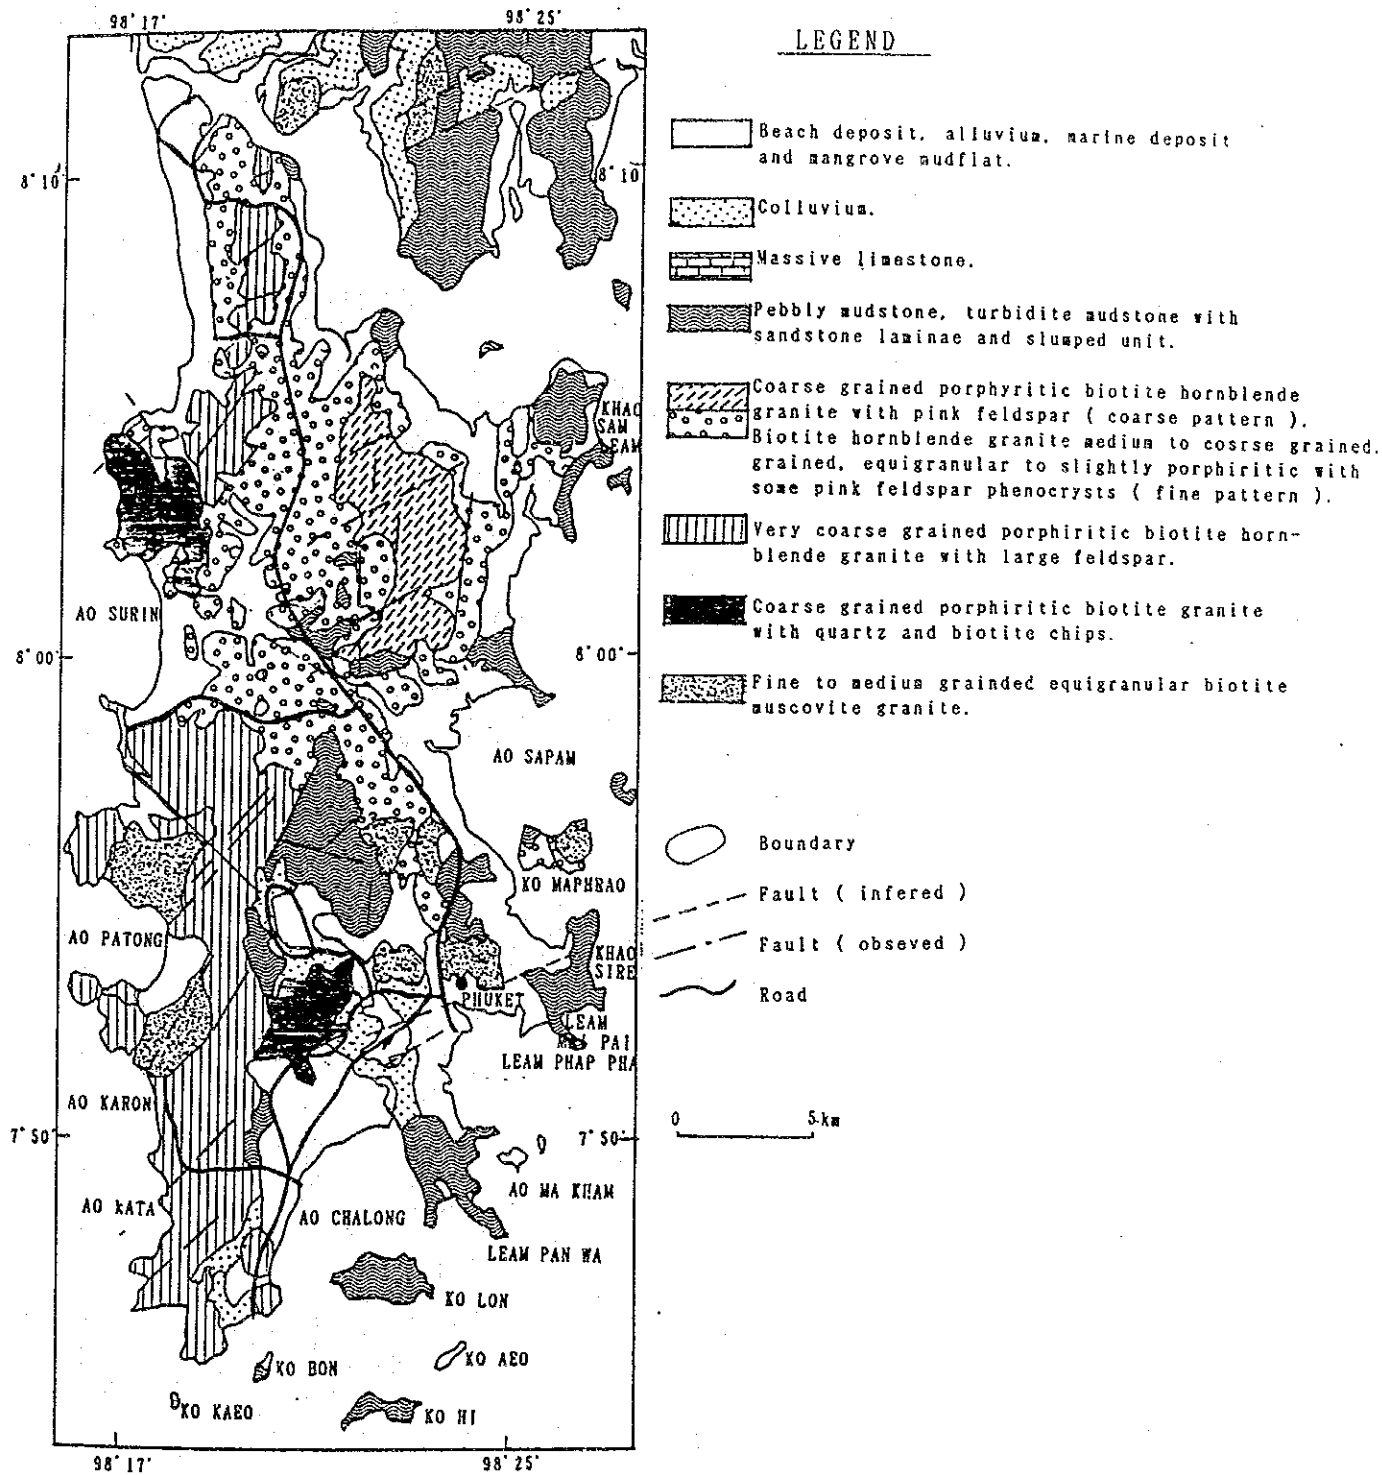 98°17'
98°25'
LEGEND
Beach deposit, alluvium, marine deposit
and mangrove mudflat.
8°10'
8°10'
Colluvium.
Massive limestone.
Pebbly mudstone, turbidite mudstone with
sandstone laminae and slumped unit.
Coarse grained porphyritic biotite hornblende
granite with pink feldspar ( coarse pattern ).
Biotite hornblende granite medium to cosrse grained,
grained, equigranular to slightly porphiritic with
some pink feldspar phenocrysts ( fine pattern ).
KHAO
SAM
LEAM
Very coarse grained porphiritic biotite horn-
blende granite with large feldspar.
Coarse grained porphiritic biotite granite
with quartz and biotite chips.
AO SURIN
8°00'
8°00'
Fine to medium grainded equigranular biotite
muscovite granite.
AO SAPAM
Boundary
KO MAPHRAO
Fault ( infered )
AO PATONG
KHAO
SIRE
Fault ( obseved )
PHUKET
Road
LEAM
PAI
LEAM PHAP PHA
AO KARON
0 5 km
7°50'
7°50'
AO KATA
AO MA KHAM
AO CHALONG
LEAM PAN WA
KO LON
KO BON
KO AEO
KO KAEO
KO HI
98°17'
98°25'